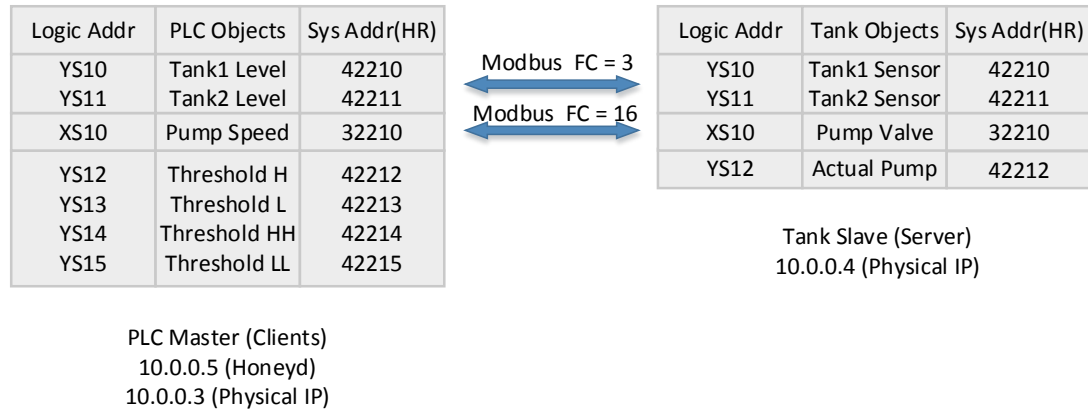 Logic Addr PLC Objects Sys Addr(HR)
YS10 Tank1 Level 42210
YS11 Tank2 Level 42211
XS10 Pump Speed 32210
YS12 Threshold H 42212
YS13 Threshold L 42213
YS14 Threshold HH 42214
YS15 Threshold LL 42215
PLC Master (Clients)
10.0.0.5 (Honeyd)
10.0.0.3 (Physical IP)
Modbus FC = 3
Modbus FC = 16
Logic Addr Tank Objects Sys Addr(HR)
YS10 Tank1 Sensor 42210
YS11 Tank2 Sensor 42211
XS10 Pump Valve 32210
YS12 Actual Pump 42212
Tank Slave (Server)
10.0.0.4 (Physical IP)